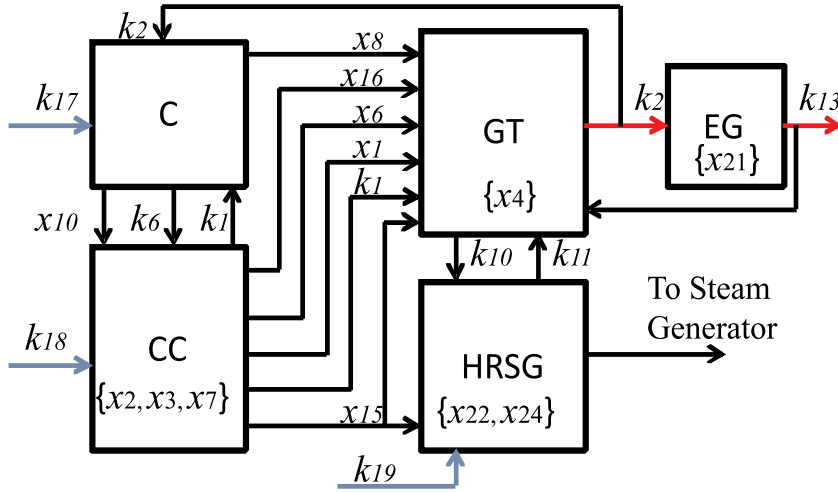 k2
x8
x16
k17
C
x6
GT
k2
EG
k13
x1
{x21}
k1
{x4}
x10
k6
k1
k10
k11
To Steam
Generator
k18
CC
HRSG
{x2, x3, x7}
x15
{x22, x24}
k19